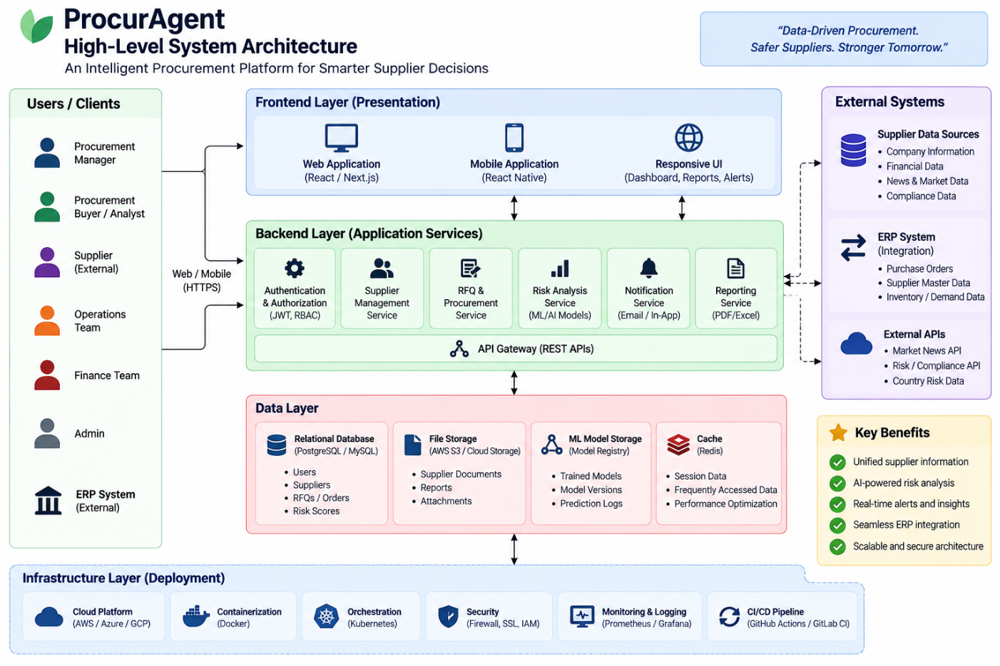 ProcurAgent
High-Level System Architecture
An Intelligent Procurement Platform for Smarter Supplier Decisions
“Data-Driven Procurement.
Safer Suppliers. Stronger Tomorrow.”
Users / Clients
Procurement
Manager
Procurement
Buyer / Analyst
Supplier
(External)
Operations
Team
Finance Team
Admin
ERP System
(External)
Web / Mobile
(HTTPS)
Frontend Layer (Presentation)
Web Application
(React / Next.js)
Mobile Application
(React Native)
Responsive UI
(Dashboard, Reports, Alerts)
Backend Layer (Application Services)
Authentication
& Authorization
(JWT, RBAC)
Supplier
Management
Service
RFQ &
Procurement
Service
Risk Analysis
Service
(ML/AI Models)
Notification
Service
(Email / In-App)
Reporting
Service
(PDF/Excel)
API Gateway (REST APIs)
Data Layer
Relational Database
(PostgreSQL / MySQL)
• Users
• Suppliers
• RFQs / Orders
• Risk Scores
File Storage
(AWS S3 / Cloud Storage)
• Supplier Documents
• Reports
• Attachments
ML Model Storage
(Model Registry)
• Trained Models
• Model Versions
• Prediction Logs
Cache
(Redis)
• Session Data
• Frequently Accessed Data
• Performance Optimization
External Systems
Supplier Data Sources
• Company Information
• Financial Data
• News & Market Data
• Compliance Data
ERP System
(Integration)
• Purchase Orders
• Supplier Master Data
• Inventory / Demand Data
External APIs
• Market News API
• Risk / Compliance API
• Country Risk Data
Key Benefits
Unified supplier information
AI-powered risk analysis
Real-time alerts and insights
Seamless ERP integration
Scalable and secure architecture
Infrastructure Layer (Deployment)
Cloud Platform
(AWS / Azure / GCP)
Containerization
(Docker)
Orchestration
(Kubernetes)
Security
(Firewall, SSL, IAM)
Monitoring & Logging
(Prometheus / Grafana)
CI/CD Pipeline
(GitHub Actions / GitLab CI)